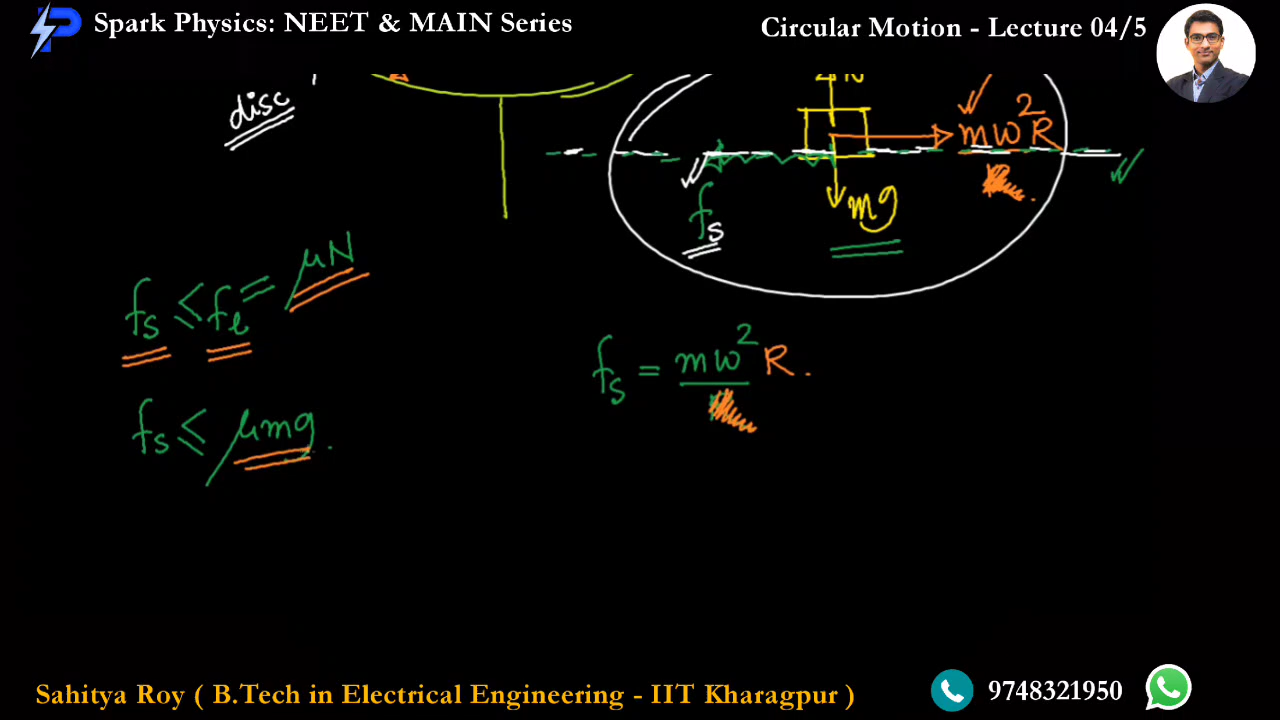 Spark Physics: NEET & MAIN Series
Circular Motion - Lecture 04/5
disc
N
mω²R
fs
mg
fs ≤ fl = μN
fs = mω²R.
fs ≤ μmg.
Sahitya Roy ( B.Tech in Electrical Engineering - IIT Kharagpur )
9748321950